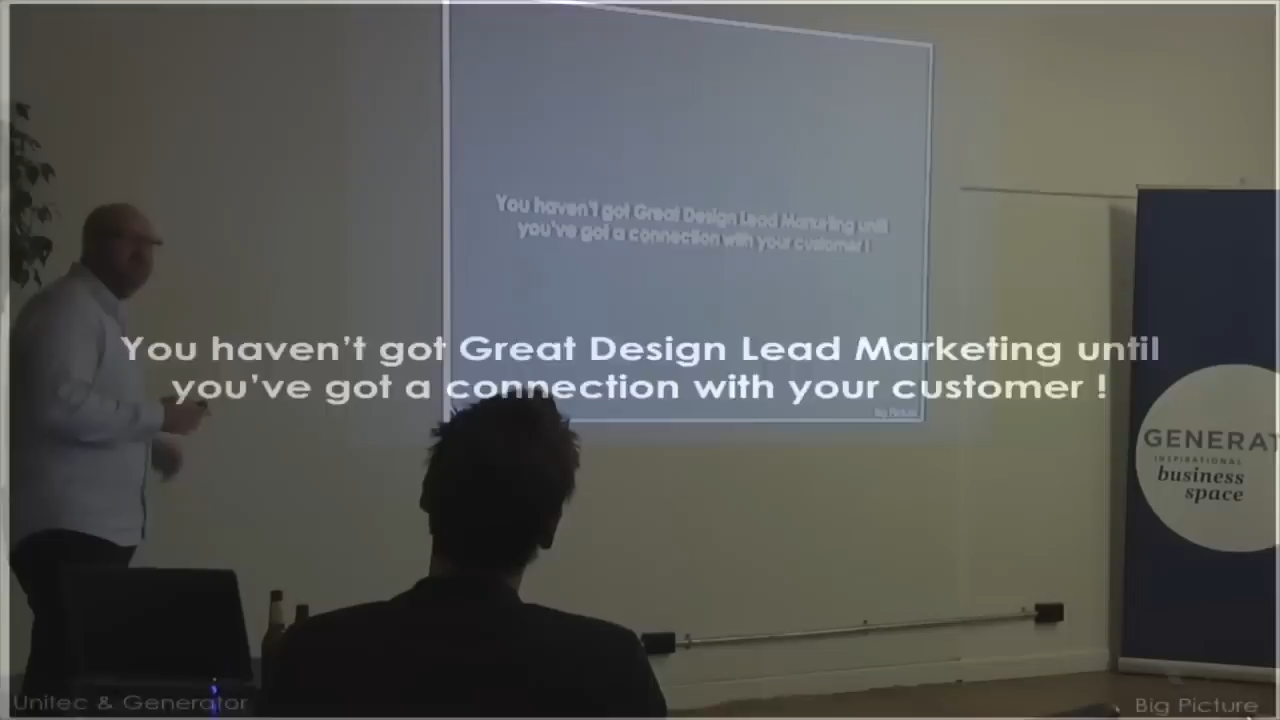 You haven't got Great Design Lead Marketing until
you've got a connection with your customer !
Big Picture
You haven't got Great Design Lead Marketing until
you've got a connection with your customer !
GENERAT
INSPIRATIONAL
business
space
Unitec & Generator
Big Picture